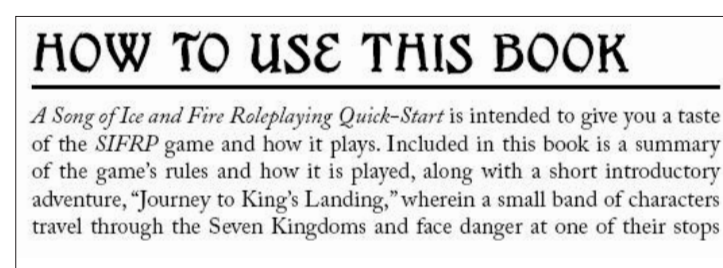 HOW TO USE THIS BOOK
A Song of Ice and Fire Roleplaying Quick-Start is intended to give you a taste
of the SIFRP game and how it plays. Included in this book is a summary
of the game's rules and how it is played, along with a short introductory
adventure, “Journey to King's Landing,” wherein a small band of characters
travel through the Seven Kingdoms and face danger at one of their stops